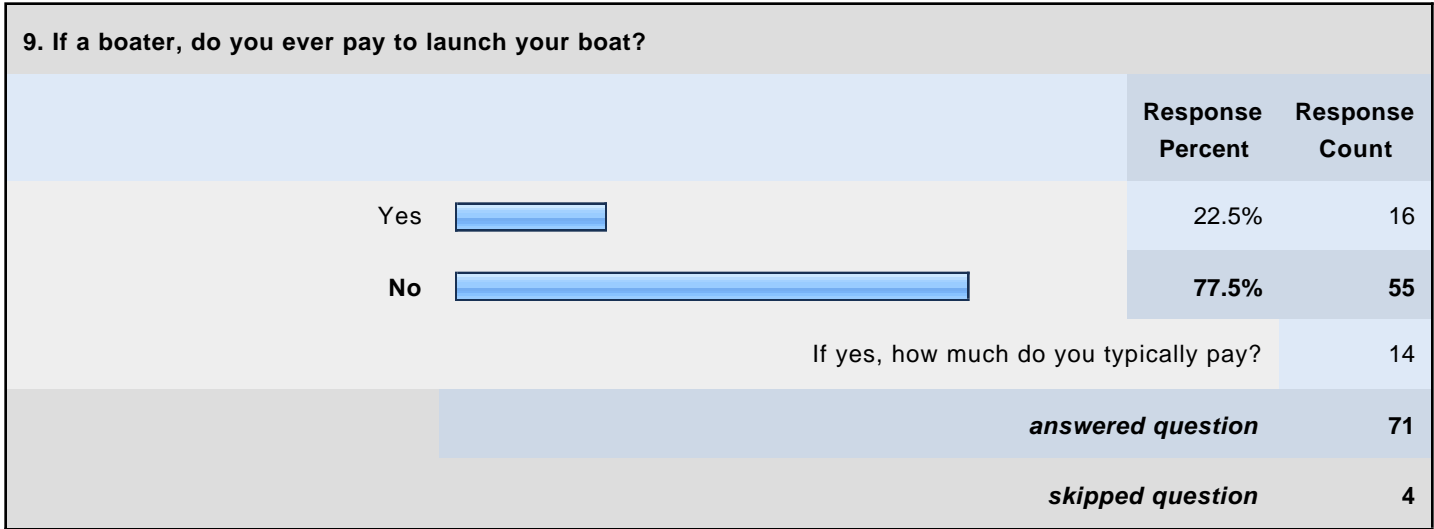 9. If a boater, do you ever pay to launch your boat?
Response Percent Response Count
Yes 22.5% 16
No 77.5% 55
If yes, how much do you typically pay? 14
answered question 71
skipped question 4